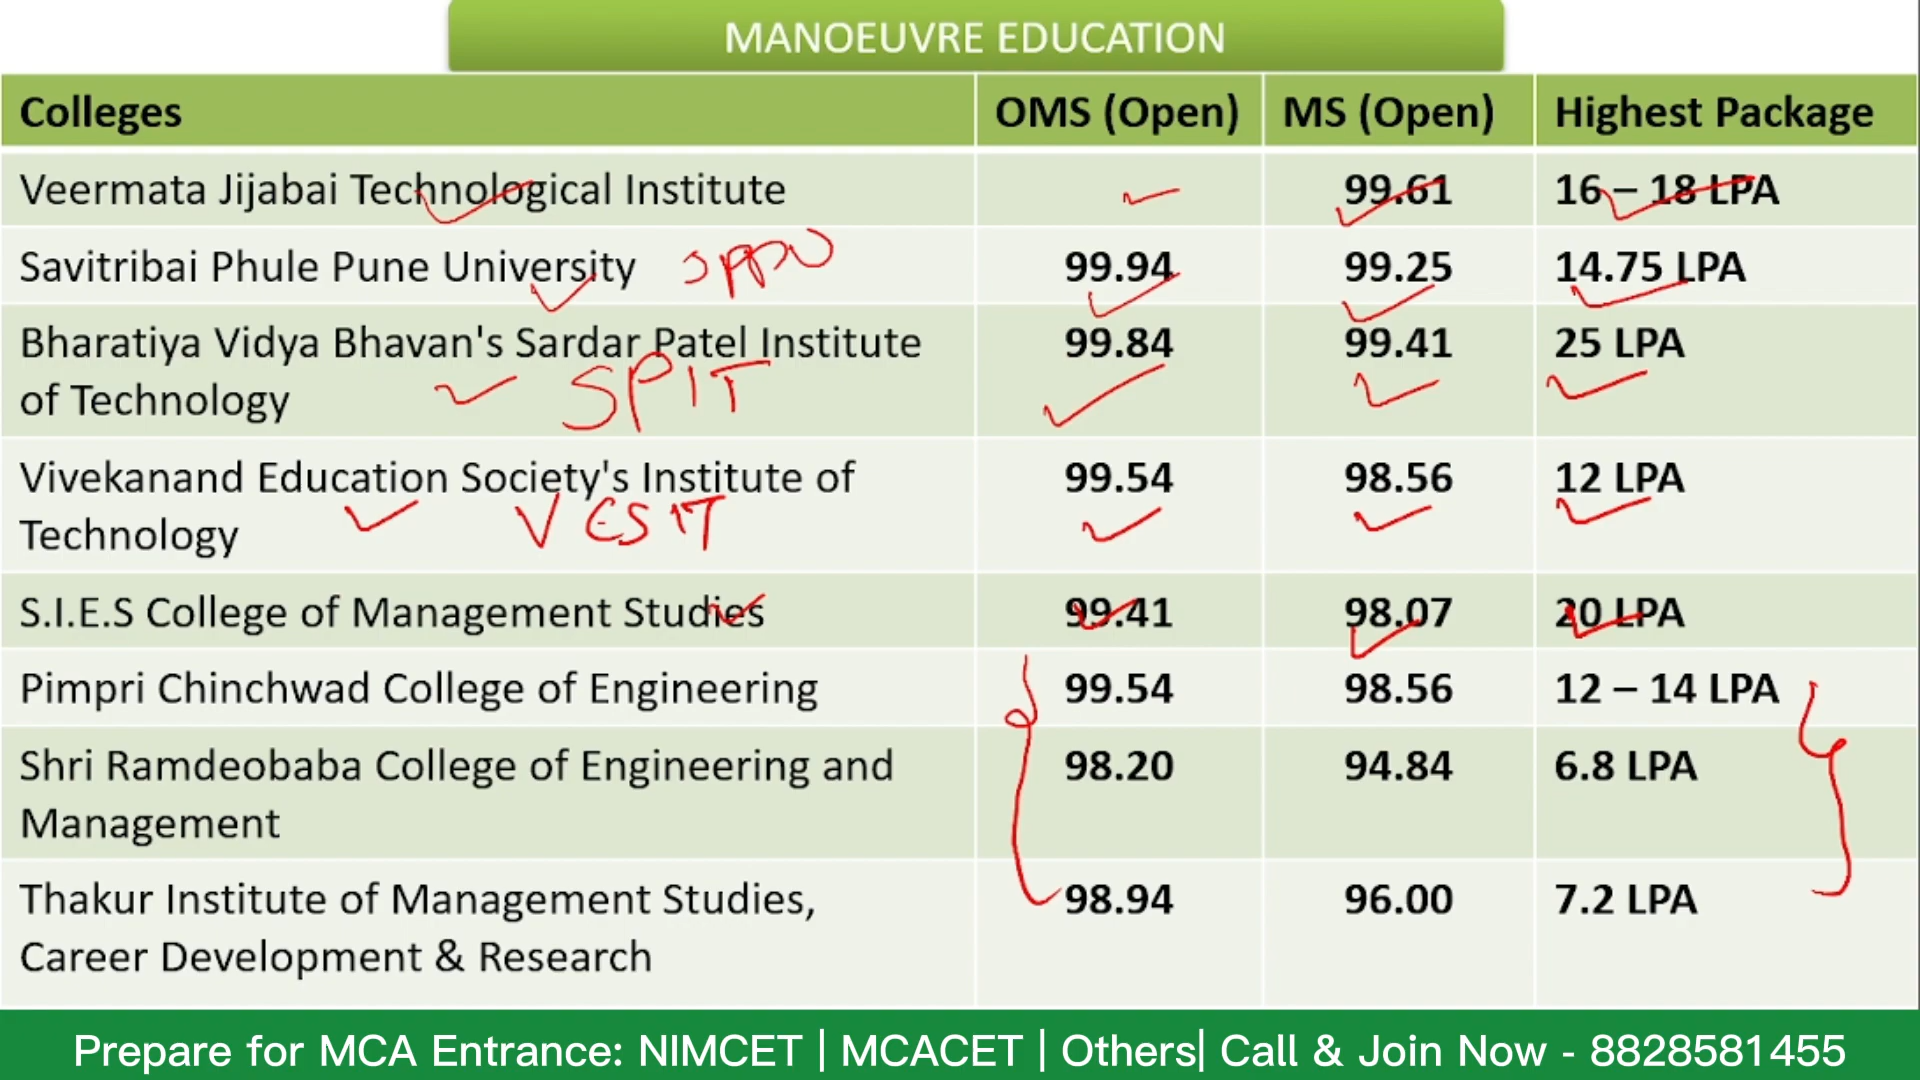 MANOEUVRE EDUCATION
Colleges OMS (Open) MS (Open) Highest Package
Veermata Jijabai Technological Institute 99.61 16 – 18 LPA
Savitribai Phule Pune University SPPU 99.94 99.25 14.75 LPA
Bharatiya Vidya Bhavan's Sardar Patel Institute 99.84 99.41 25 LPA
of Technology SPIT
Vivekanand Education Society's Institute of 99.54 98.56 12 LPA
Technology VESIT
S.I.E.S College of Management Studies 99.41 98.07 20 LPA
Pimpri Chinchwad College of Engineering 99.54 98.56 12 – 14 LPA
Shri Ramdeobaba College of Engineering and 98.20 94.84 6.8 LPA
Management
Thakur Institute of Management Studies, 98.94 96.00 7.2 LPA
Career Development & Research
Prepare for MCA Entrance: NIMCET | MCACET | Others| Call & Join Now - 8828581455